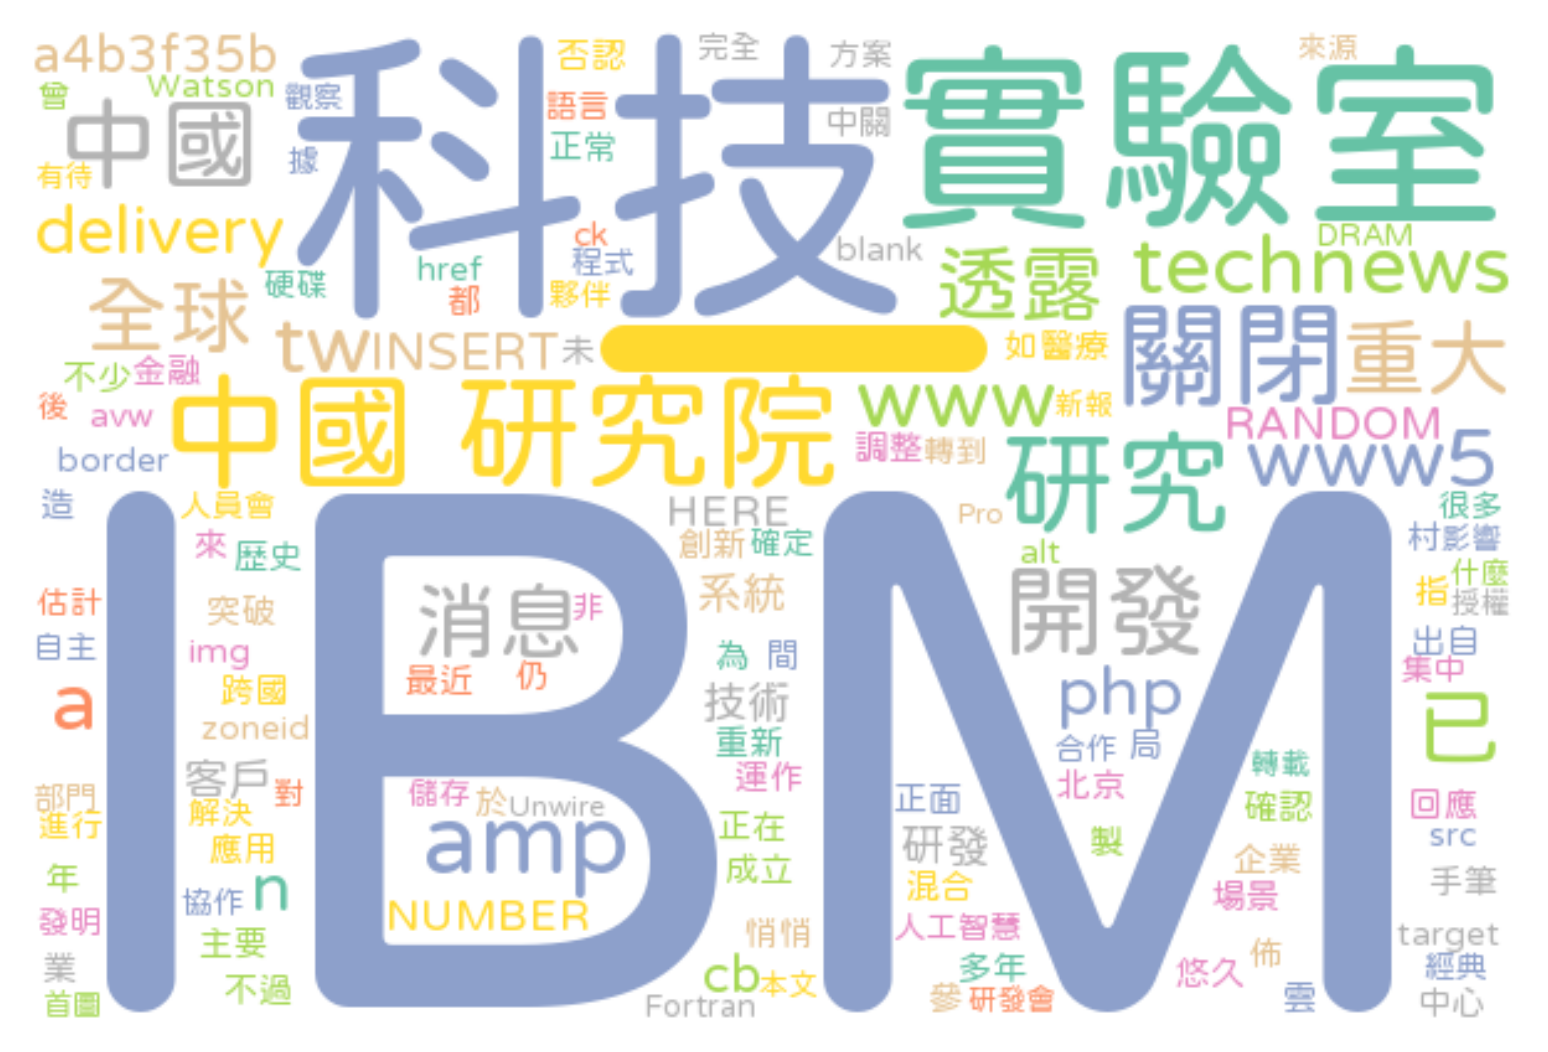 a4b3f35b
科技
否認
完全
方案
實驗室
來源
曾
Watson
觀察
語言
中關
中國
據
正常
有待
delivery
ck
blank
透露
technews
DRAM
全球
硬碟
href
程式
都
夥伴
twINSERT
未
如醫療
關閉
重大
不少
金融
後
avw
中國 研究院
www
新報
RANDOM
border
調整
轉到
研究
www5
造
人員會
HERE
Pro
很多
來
歷史
創新
確定
alt
村影響
IBM
估計
突破
消息
非
系統
開發
指
什麼
授權
自主
img
最近
仍
為
間
出自
集中
a
跨國
zoneid
技術
php
已
重新
合作
局
客戶
對
儲存
於
Unwire
運作
北京
轉載
部門
進行
解決
amp
正在
正面
確認
回應
應用
研發
製
src
年
協作
n
成立
混合
企業
手筆
發明
NUMBER
場景
主要
悄悄
人工智慧
target
業
不過
cb
本文
多年
悠久
佈
經典
首圖
Fortran
參
研發會
雲
中心